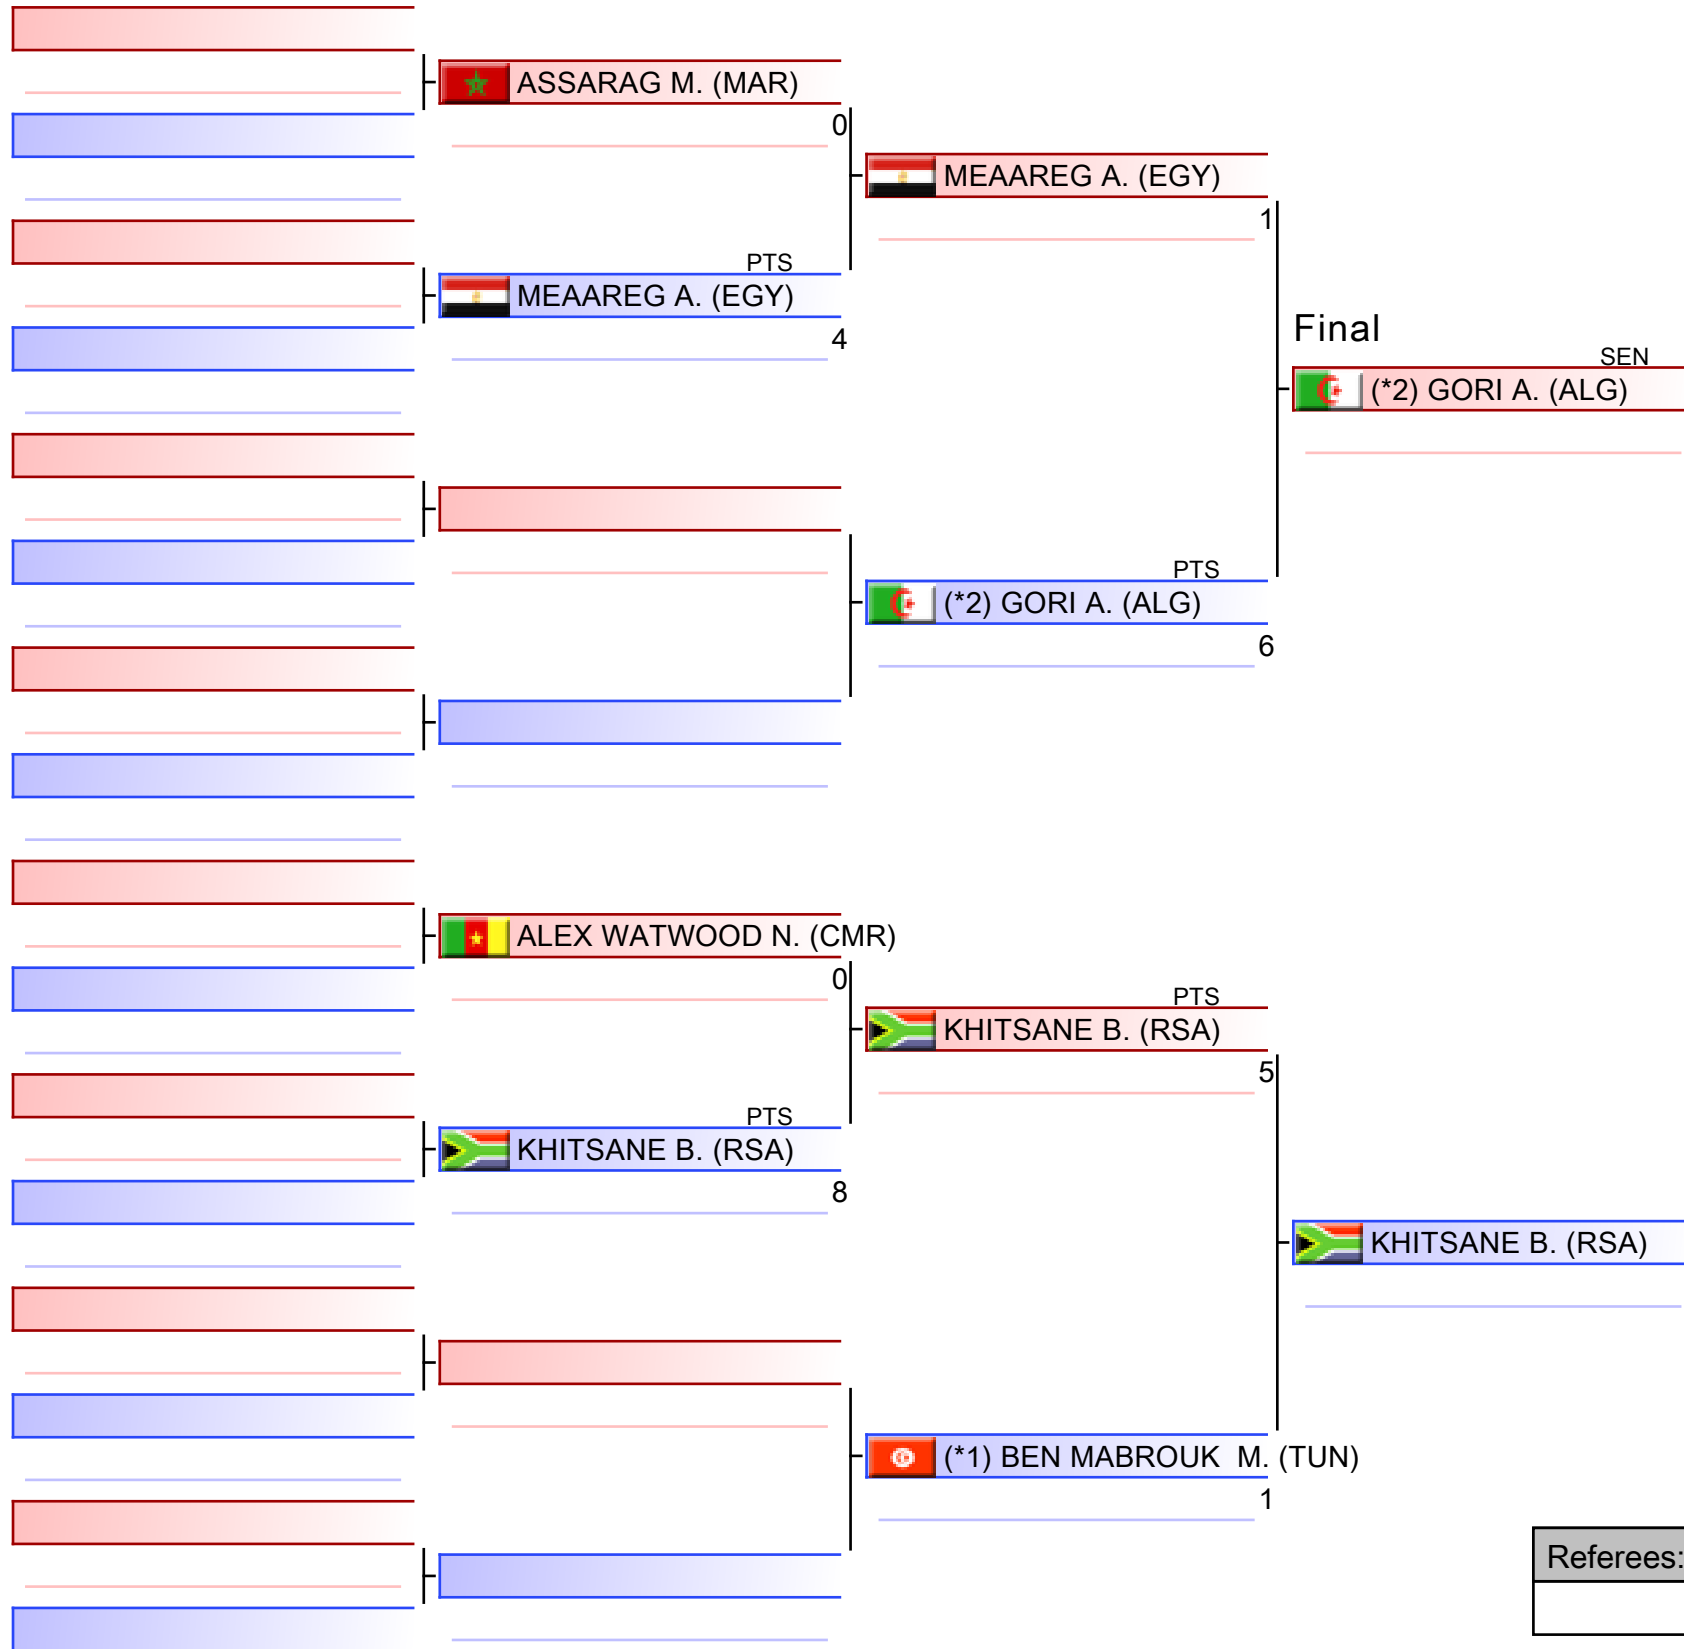 ASSARAG M. (MAR)
0
MEAAREG A. (EGY)
1
PTS
MEAAREG A. (EGY)
4
Final
SEN
(*2) GORI A. (ALG)
PTS
(*2) GORI A. (ALG)
6
ALEX WATWOOD N. (CMR)
0
PTS
KHITSANE B. (RSA)
5
PTS
KHITSANE B. (RSA)
8
KHITSANE B. (RSA)
(*1) BEN MABROUK  M. (TUN)
1
Referees: